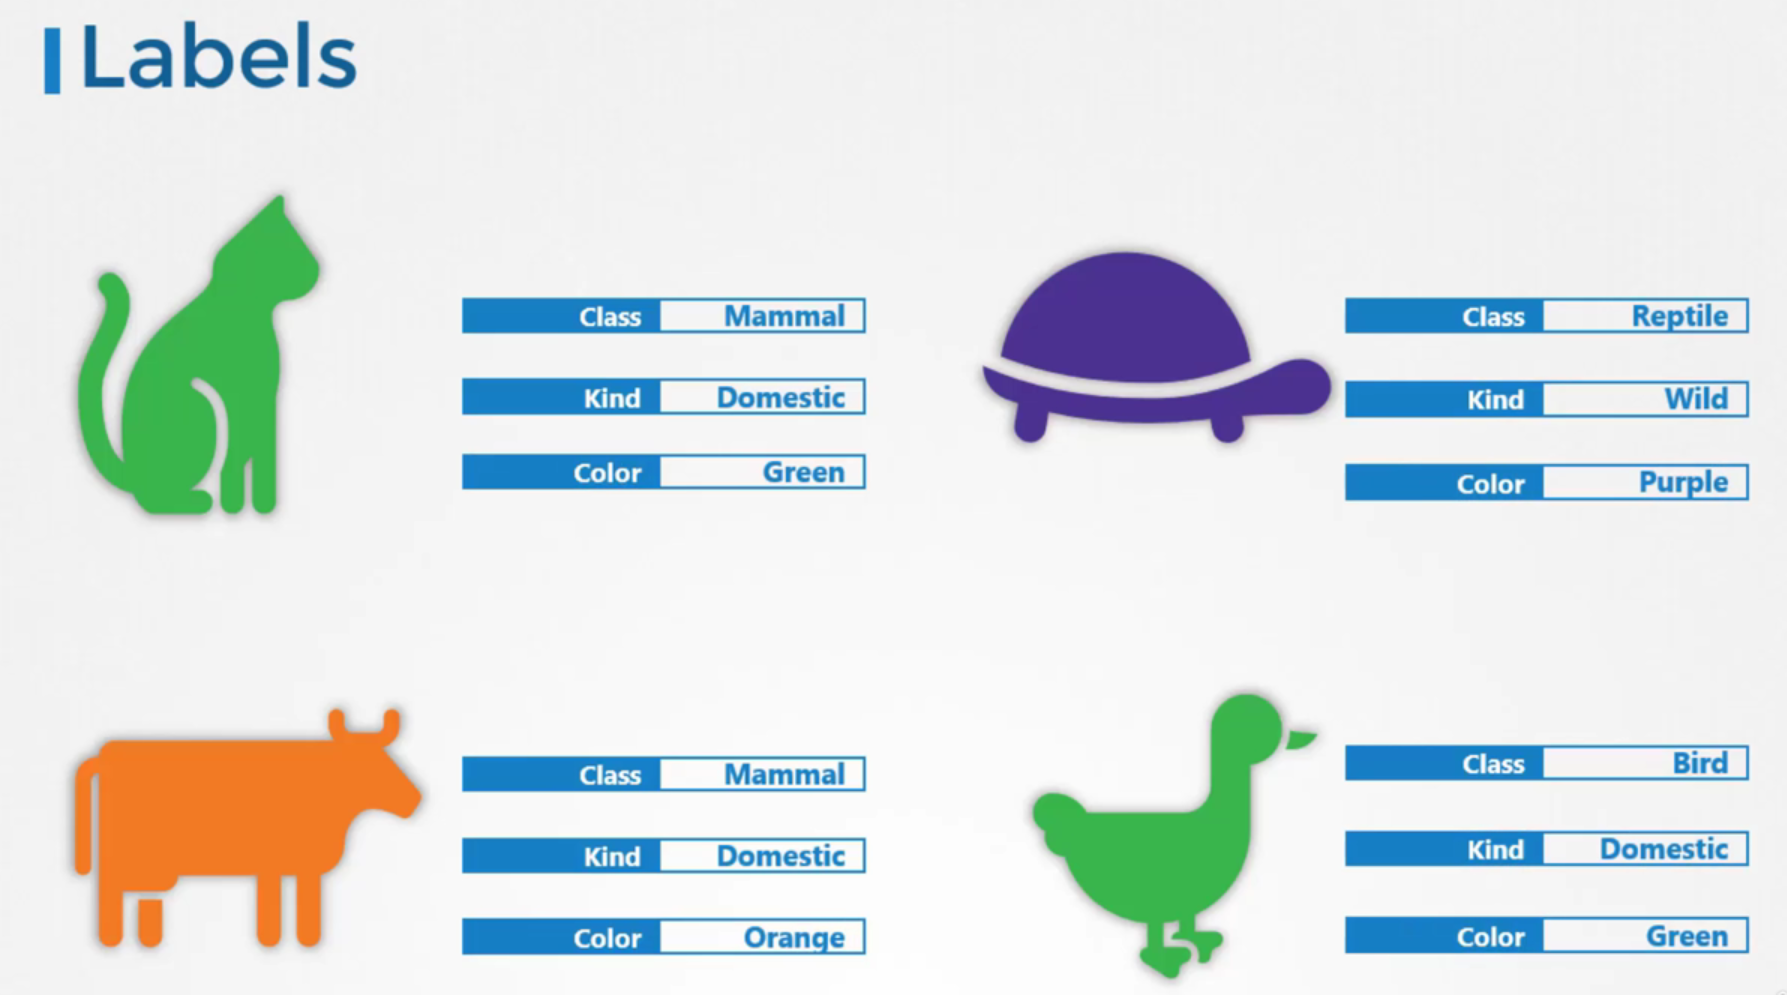 Labels
Class Mammal
Kind Domestic
Color Green
Class Reptile
Kind Wild
Color Purple
Class Mammal
Kind Domestic
Color Orange
Class Bird
Kind Domestic
Color Green